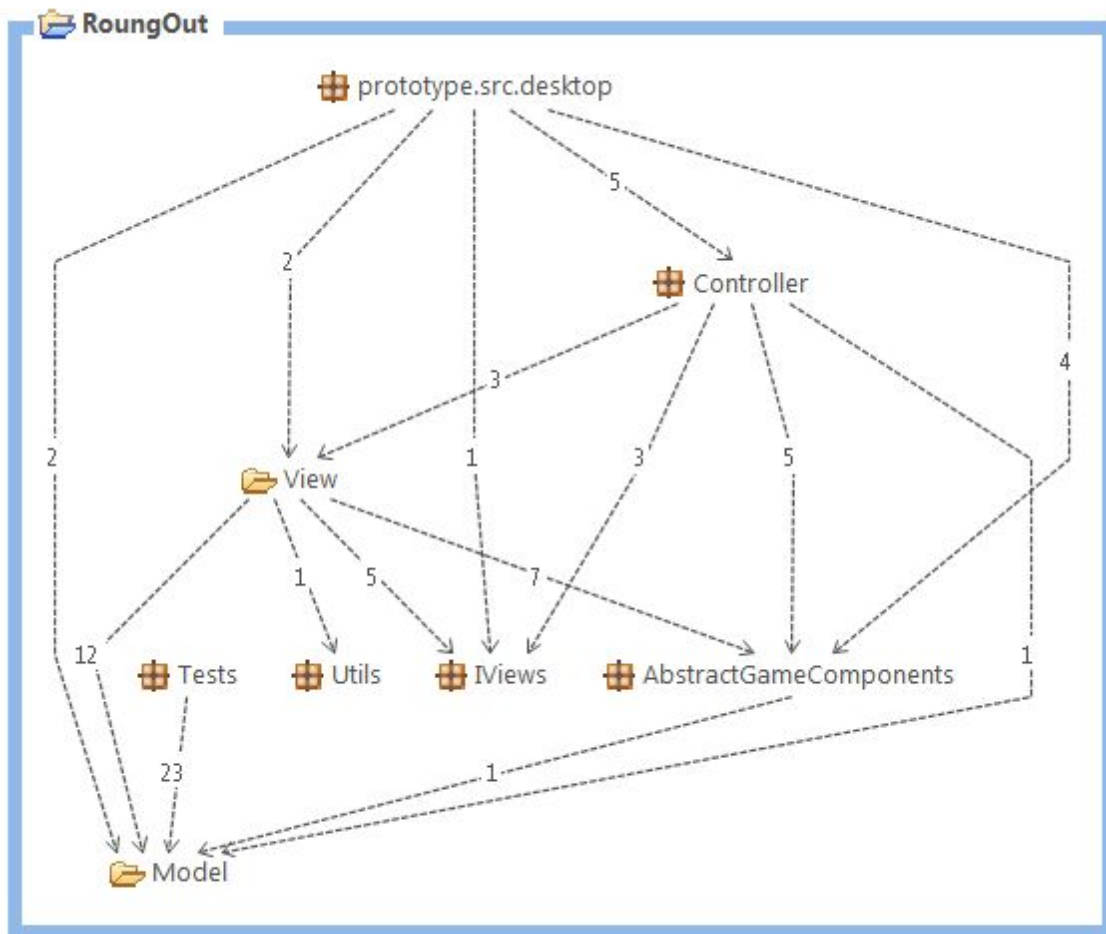 RoungOut
prototype.src.desktop
5
2
Controller
4
3
2
1
3
5
View
1
5
7
12
Tests
Utils
IViews
AbstractGameComponents
1
23
1
Model